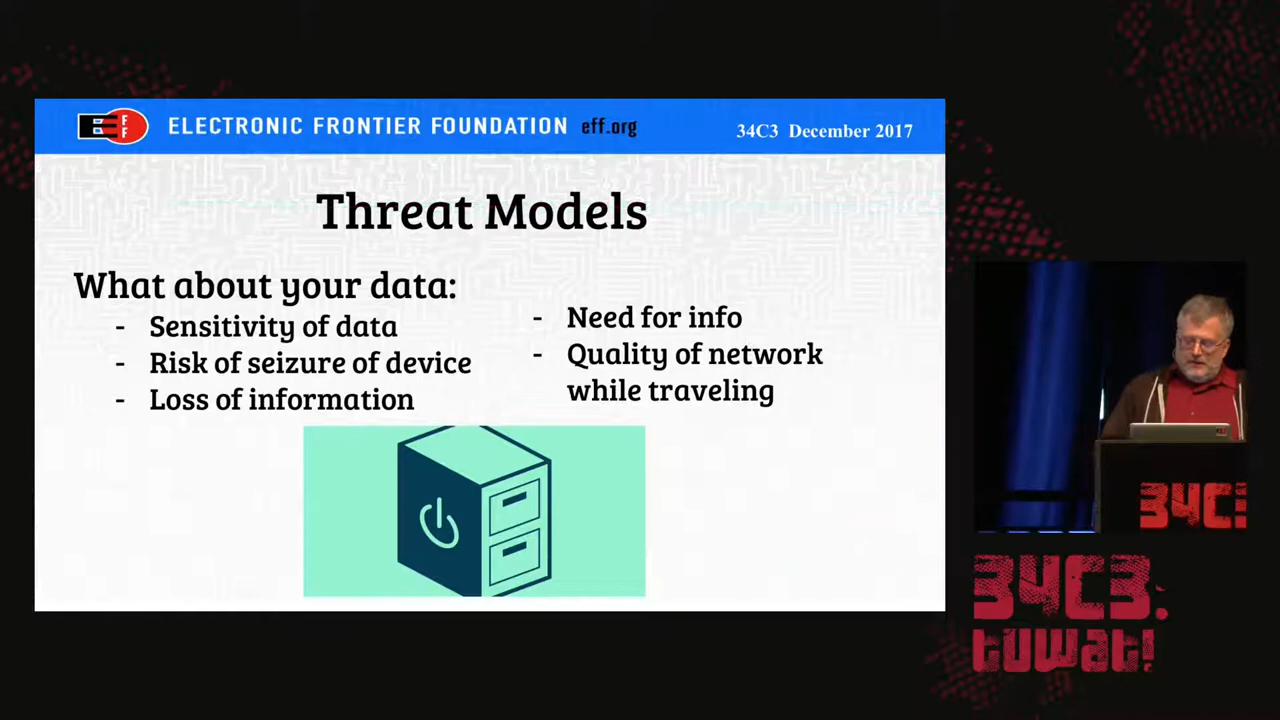 EFF
ELECTRONIC FRONTIER FOUNDATION eff.org
34C3 December 2017
Threat Models
What about your data:
- Sensitivity of data
- Risk of seizure of device
- Loss of information
- Need for info
- Quality of network
while traveling
34C3
34C3:
tuwat!